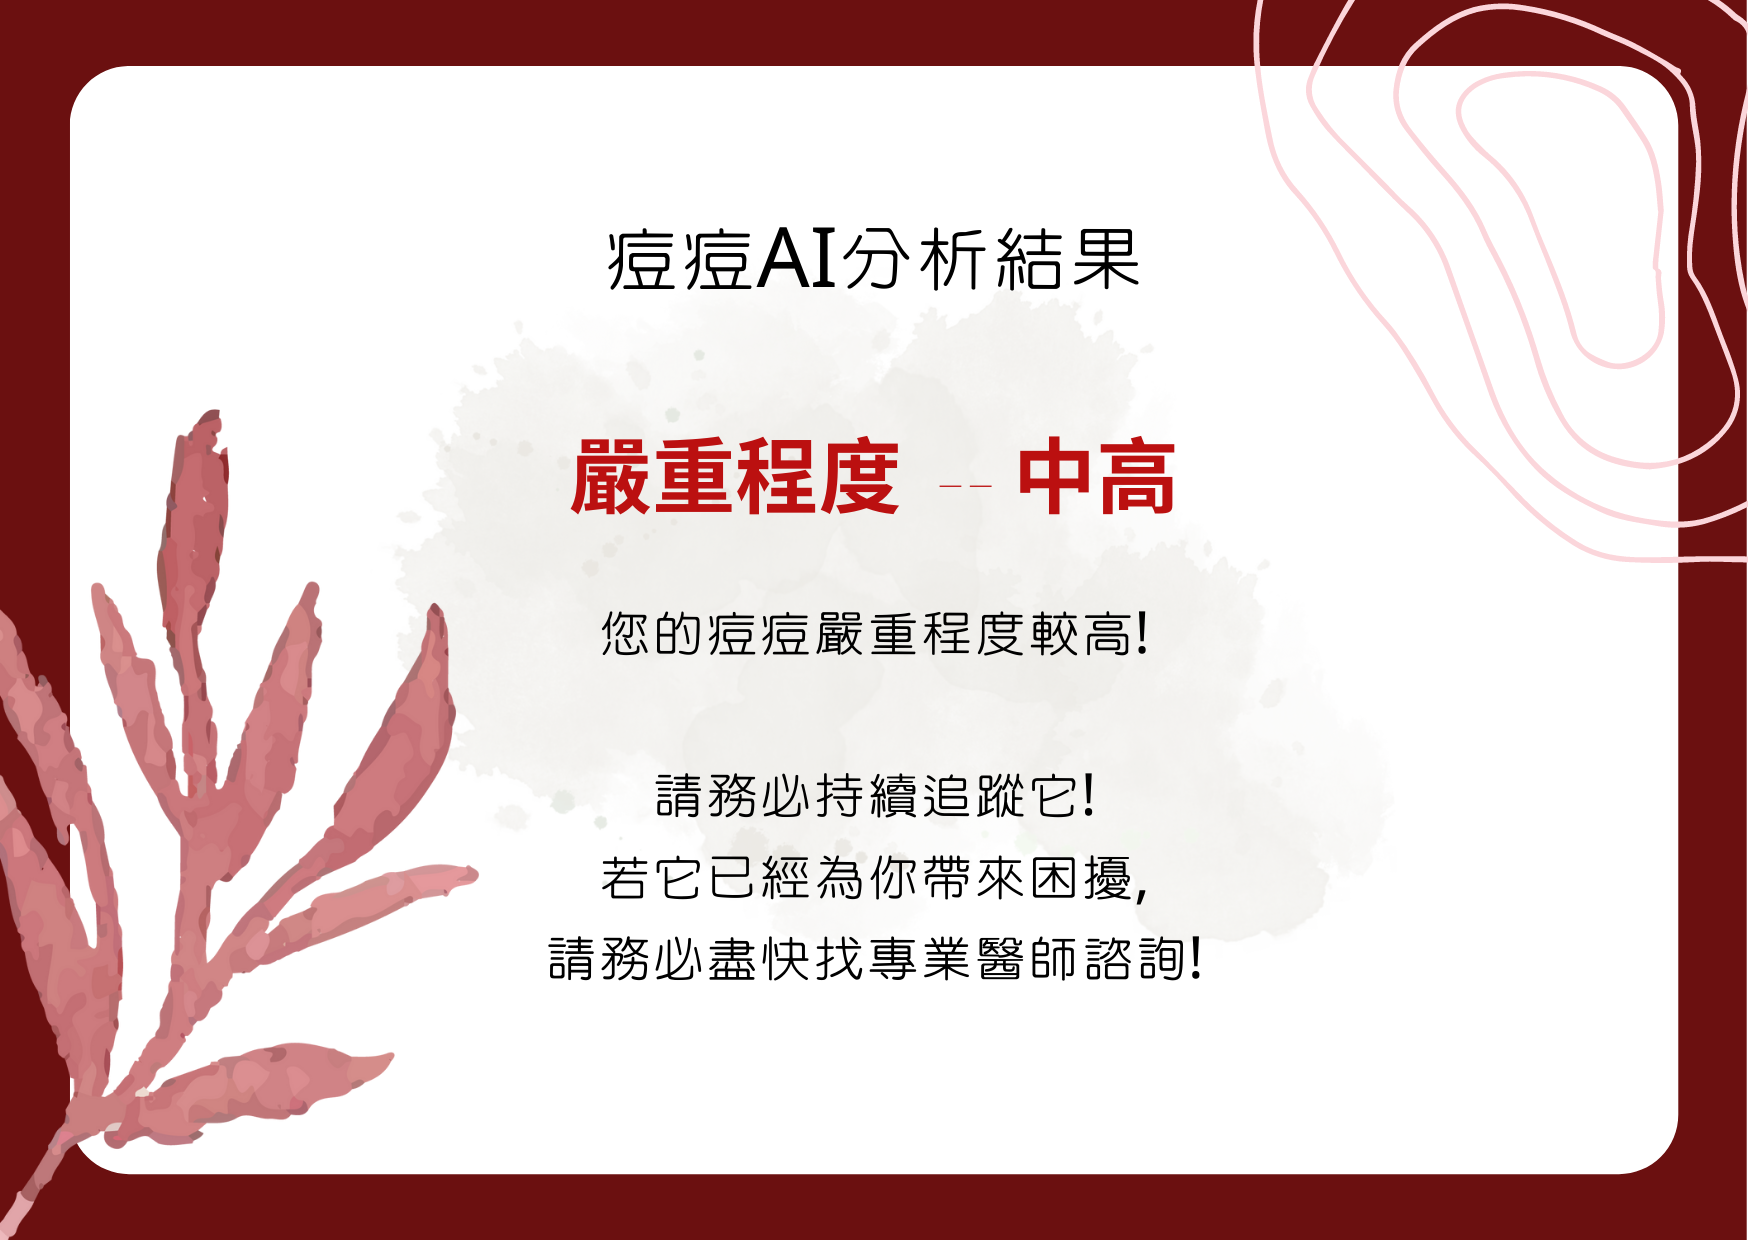 痘痘AI分析結果
嚴重程度 -- 中高
您的痘痘嚴重程度較高!
請務必持續追蹤它!
若它已經為你帶來困擾,
請務必盡快找專業醫師諮詢!